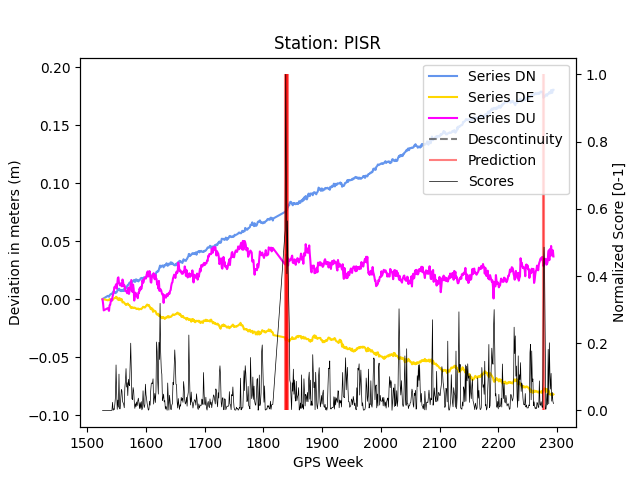 Station: PISR
0.20
0.15
0.10
0.05
0.00
−0.05
−0.10
Deviation in meters (m)
1500 1600 1700 1800 1900 2000 2100 2200 2300
GPS Week
1.0
0.8
0.6
0.4
0.2
0.0
Normalized Score [0-1]
Series DN
Series DE
Series DU
Descontinuity
Prediction
Scores